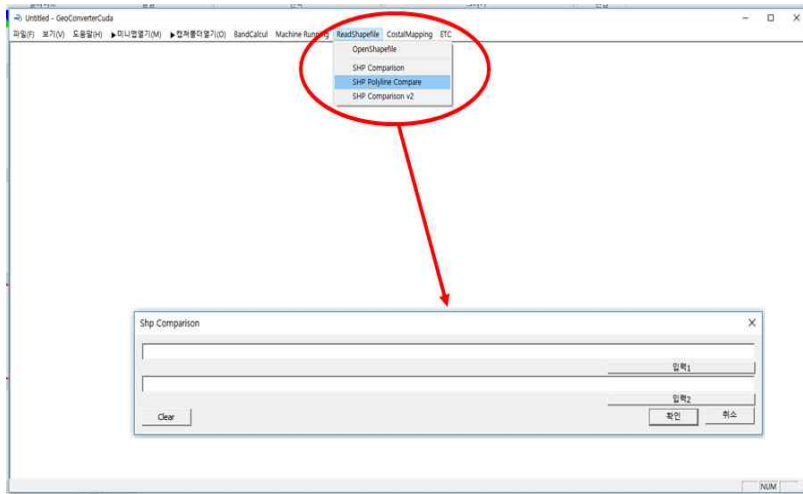 Untitled - GeoConverterCuda
파일(F) 보기(V) 도움말(H) ▶미니맵열기(M) ▶캡쳐폴더열기(O) BandCalcul Machine Running ReadShapefile CostalMapping ETC
OpenShapefile
SHP Comparison
SHP Polyline Compare
SHP Comparison v2
Shp Comparison
입력1
입력2
Clear 확인 취소
NUM